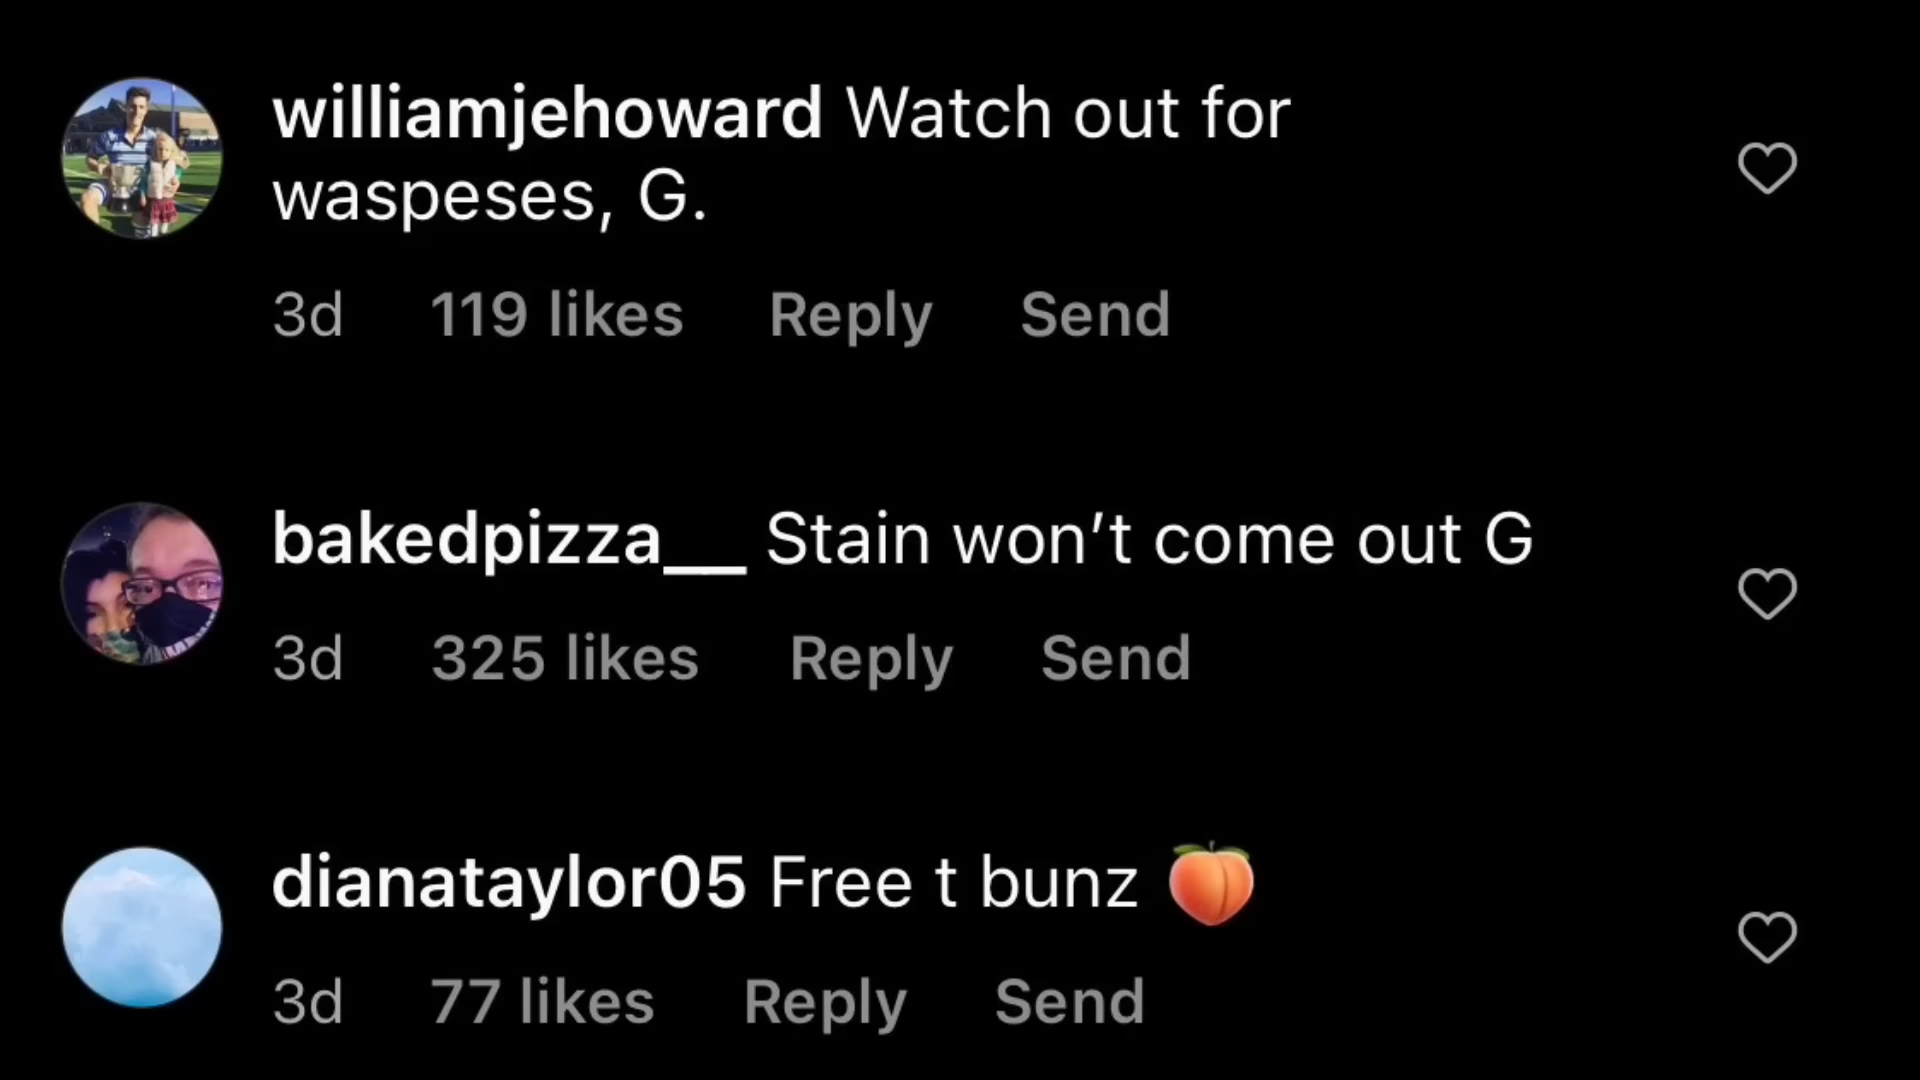 williamjehoward Watch out for
waspeses, G.
3d 119 likes Reply Send
bakedpizza__ Stain won't come out G
3d 325 likes Reply Send
dianataylor05 Free t bunz 🍑
3d 77 likes Reply Send